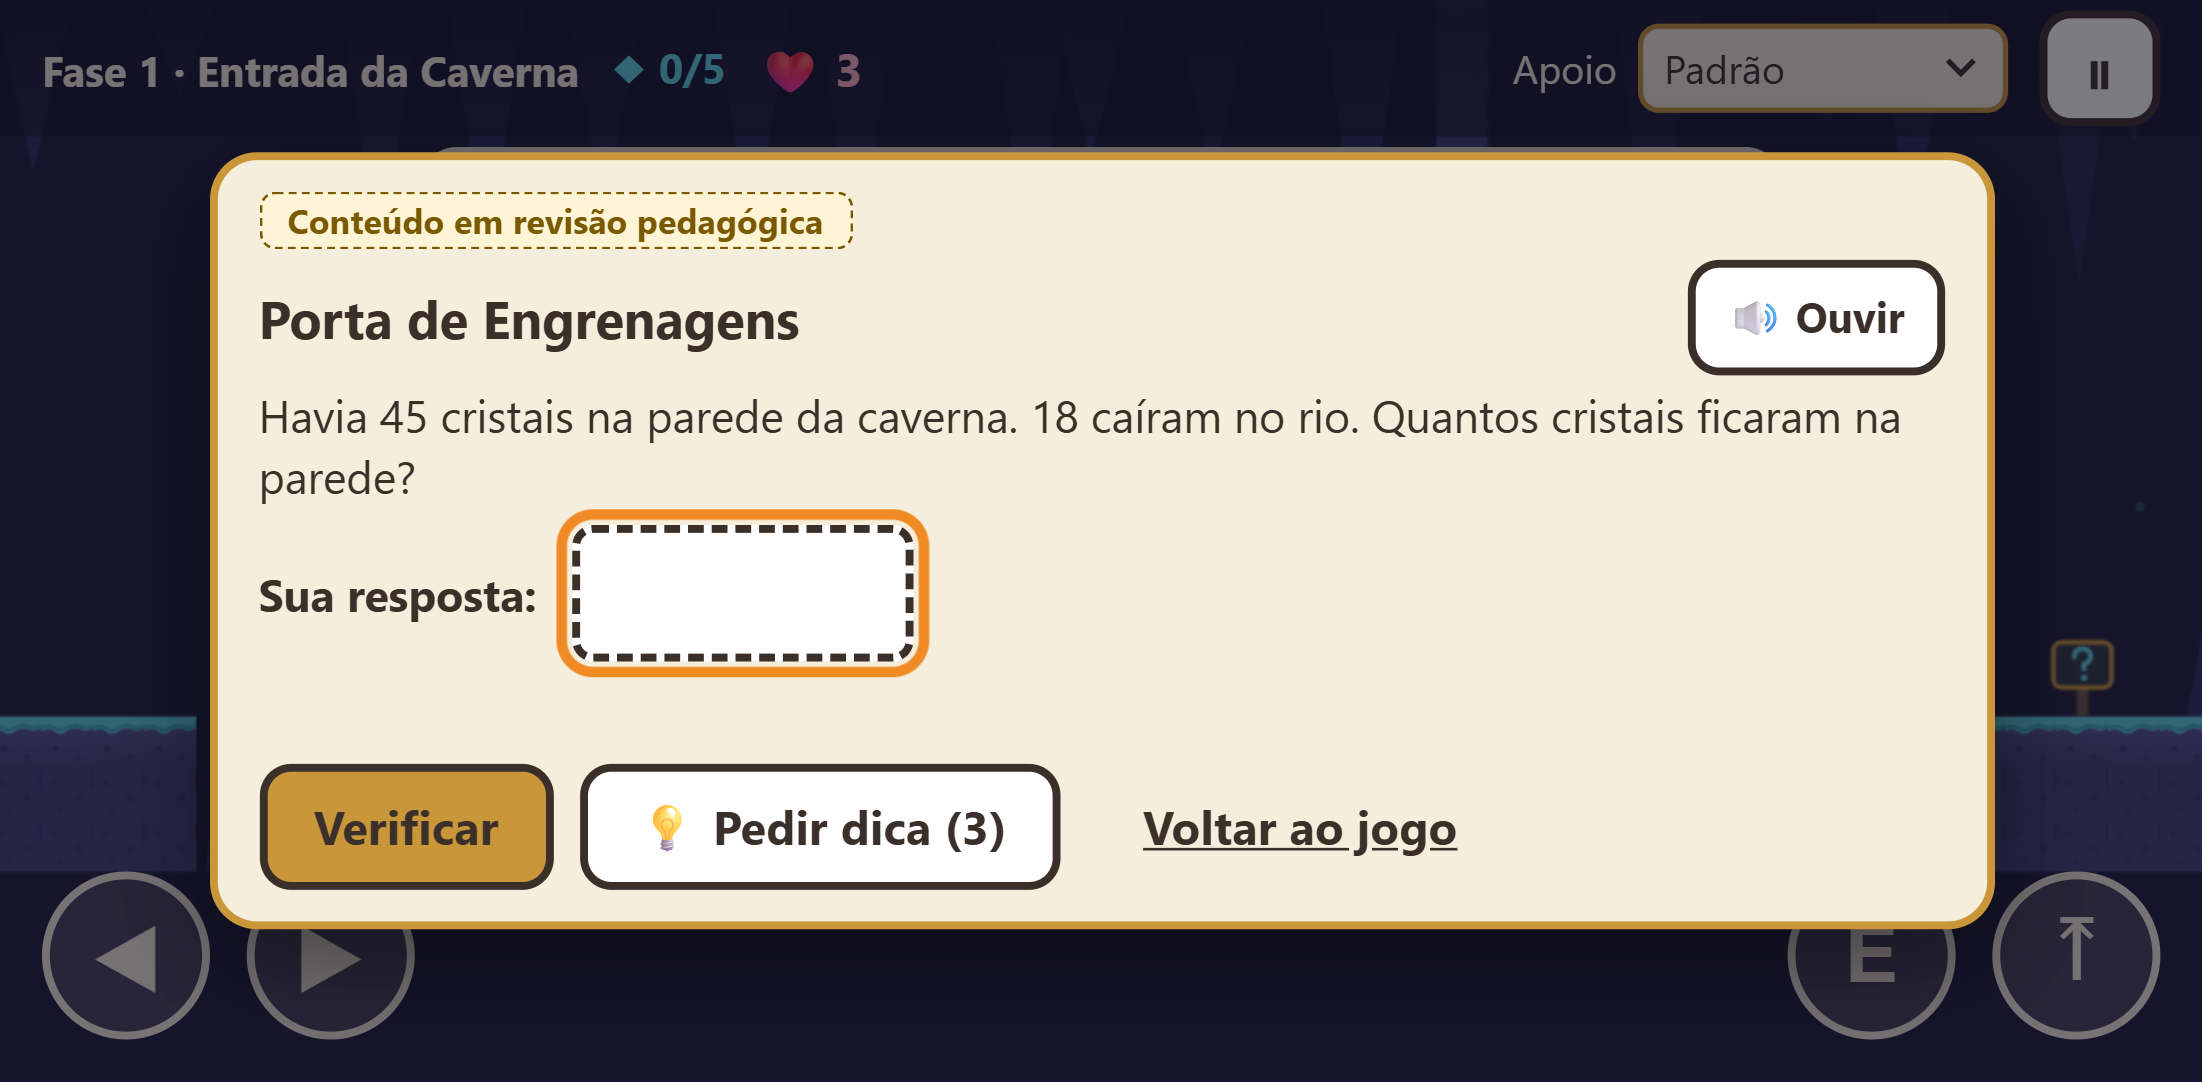 Fase 1 · Entrada da Caverna 0/5 3 Apoio Padrão
Conteúdo em revisão pedagógica
Porta de Engrenagens
Ouvir
Havia 45 cristais na parede da caverna. 18 caíram no rio. Quantos cristais ficaram na
parede?
Sua resposta:
?
Verificar
Pedir dica (3)
Voltar ao jogo
E